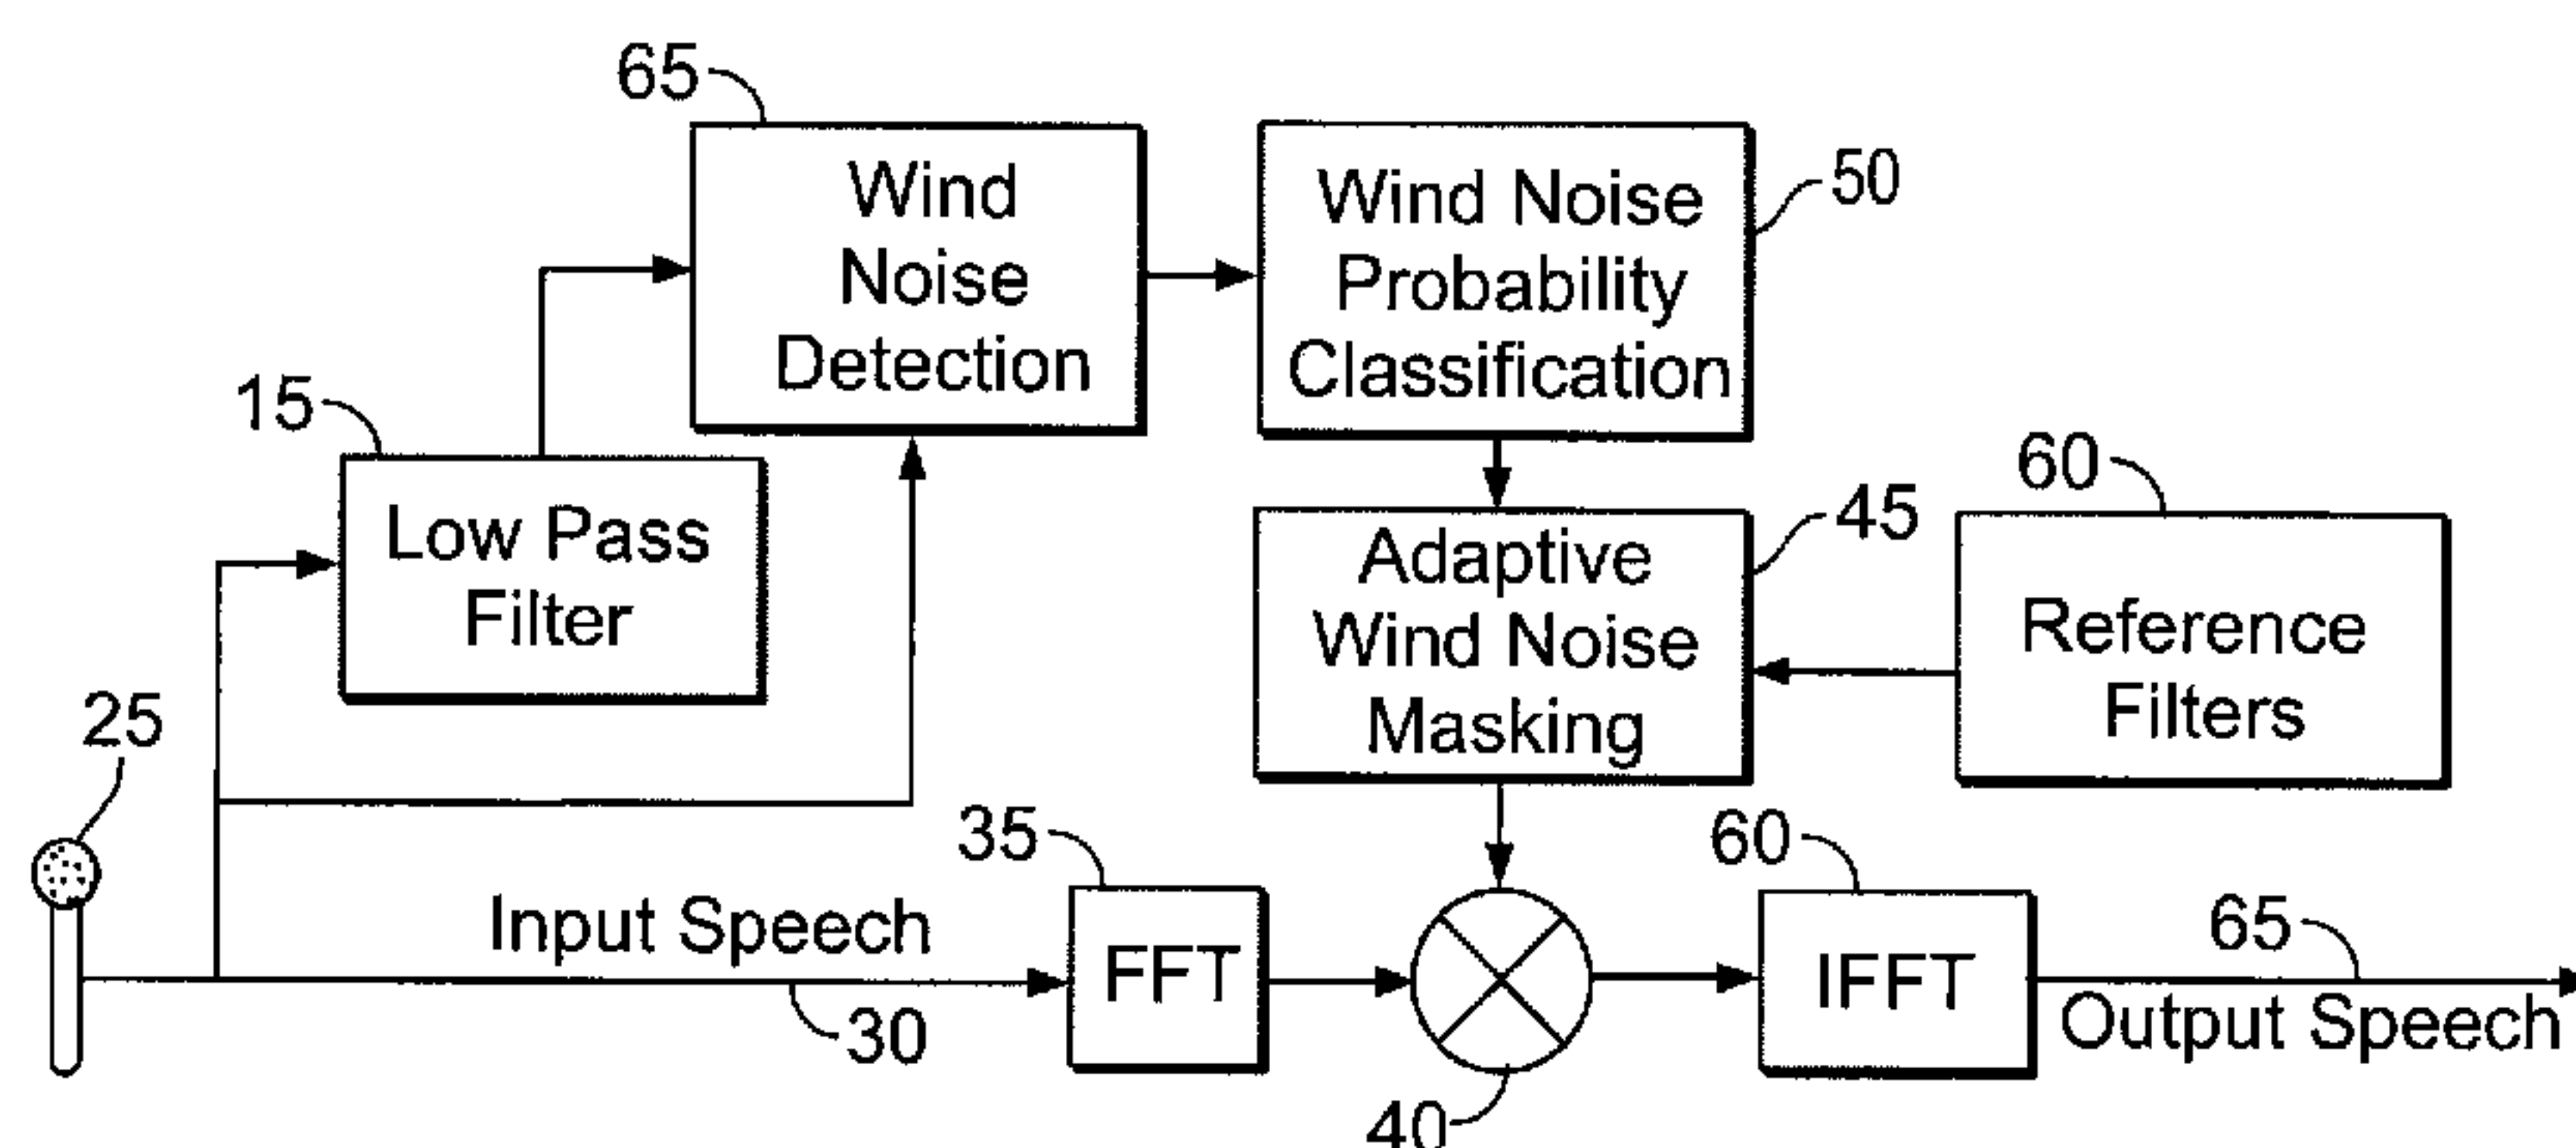 65
Wind
Noise
Detection
Wind Noise
Probability
Classification
50
15
Low Pass
Filter
Adaptive
Wind Noise
Masking
45
60
Reference
Filters
25
Input Speech
30
35
FFT
40
60
IFFT
65
Output Speech